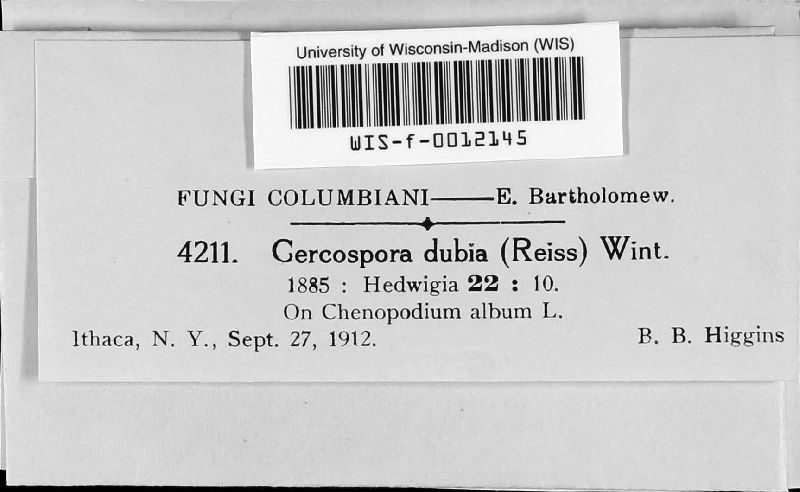 University of Wisconsin-Madison (WIS)
WIS-f-0012145
FUNGI COLUMBIANI——E. Bartholomew.
4211. Cercospora dubia (Reiss) Wint.
1885 : Hedwigia 22 : 10.
On Chenopodium album L.
Ithaca, N. Y., Sept. 27, 1912. B. B. Higgins